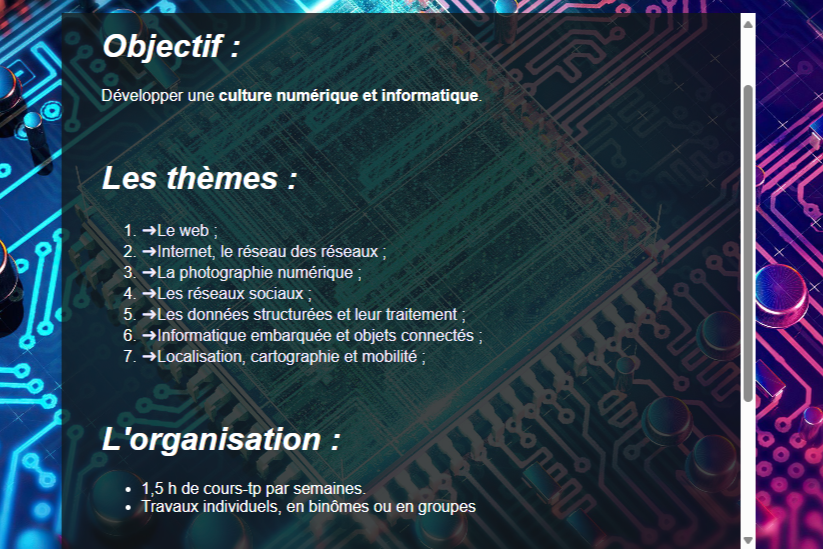 Objectif :
Développer une culture numérique et informatique.
Les thèmes :
1. ➔Le web ;
2. ➔Internet, le réseau des réseaux ;
3. ➔La photographie numérique ;
4. ➔Les réseaux sociaux ;
5. ➔Les données structurées et leur traitement ;
6. ➔Informatique embarquée et objets connectés ;
7. ➔Localisation, cartographie et mobilité ;
L'organisation :
• 1,5 h de cours-tp par semaines.
• Travaux individuels, en binômes ou en groupes